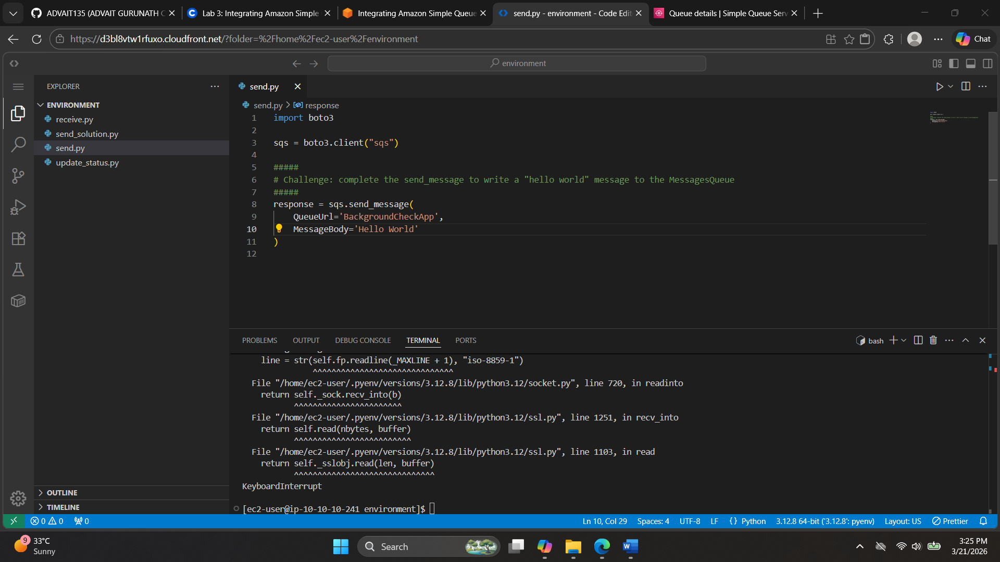 ADVAIT135 (ADVAIT GURUNATH C
Lab 3: Integrating Amazon Simple
Integrating Amazon Simple Queue
send.py - environment - Code Edit
Queue details | Simple Queue Serv
https://d3bl8vtw1rfuxo.cloudfront.net/?folder=%2Fhome%2Fec2-user%2Fenvironment
Chat
environment
EXPLORER
ENVIRONMENT
receive.py
send_solution.py
send.py
update_status.py
OUTLINE
TIMELINE
send.py
send.py > response
1 import boto3
2
3 sqs = boto3.client("sqs")
4
5 #####
6 # Challenge: complete the send_message to write a "hello world" message to the MessagesQueue
7 #####
8 response = sqs.send_message(
9 QueueUrl='BackgroundCheckApp',
10 MessageBody='Hello World'
11 )
12
PROBLEMS OUTPUT DEBUG CONSOLE TERMINAL PORTS
bash
line = str(self.fp.readline(_MAXLINE + 1), "iso-8859-1")
^^^^^^^^^^^^^^^^^^^^^^^^^^^^^^
File "/home/ec2-user/.pyenv/versions/3.12.8/lib/python3.12/socket.py", line 720, in readinto
return self._sock.recv_into(b)
^^^^^^^^^^^^^^^^^^^^^^^
File "/home/ec2-user/.pyenv/versions/3.12.8/lib/python3.12/ssl.py", line 1251, in recv_into
return self.read(nbytes, buffer)
^^^^^^^^^^^^^^^^^^^^^^^^^
File "/home/ec2-user/.pyenv/versions/3.12.8/lib/python3.12/ssl.py", line 1103, in read
return self._sslobj.read(len, buffer)
^^^^^^^^^^^^^^^^^^^^^^^^^^^^^^
KeyboardInterrupt
[ec2-user@ip-10-10-10-241 environment]$
0 0 0
Ln 10, Col 29 Spaces: 4 UTF-8 LF {} Python 3.12.8 64-bit ('3.12.8': pyenv) Layout: US Prettier
9
33°C
Sunny
Search
3:25 PM
3/21/2026